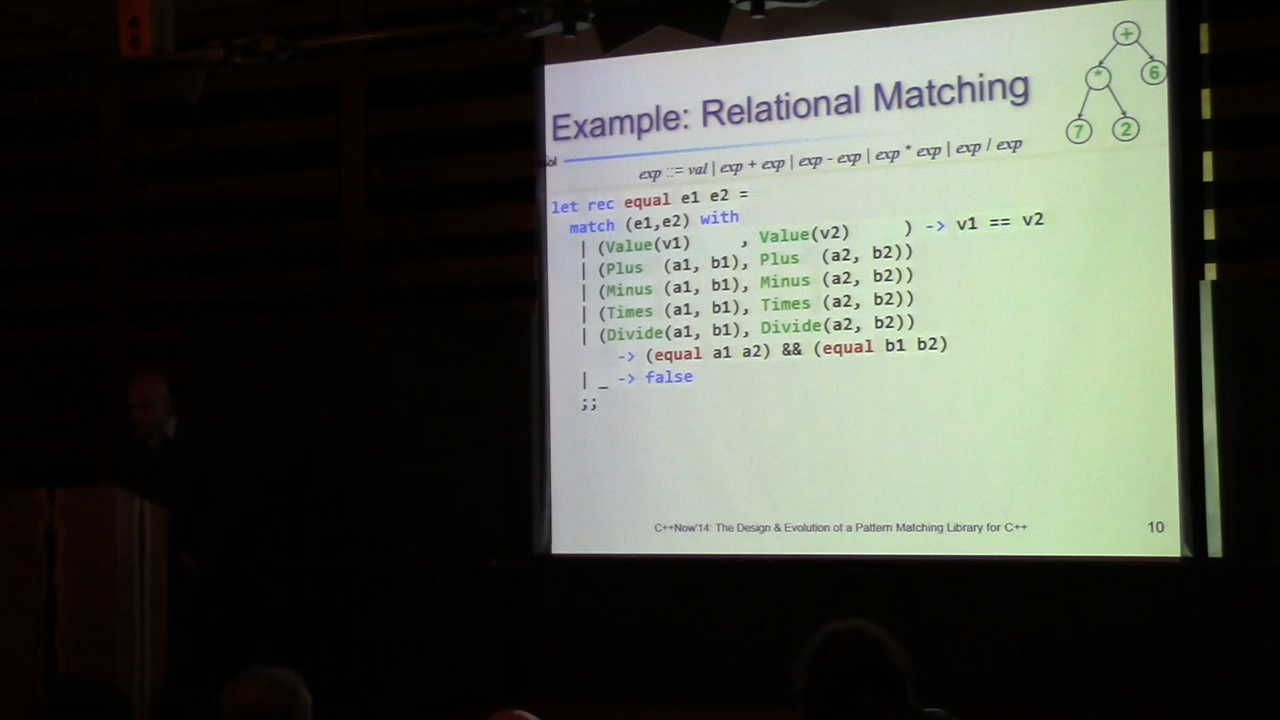 Example: Relational Matching
exp ::= val | exp + exp | exp - exp | exp * exp | exp / exp
let rec equal e1 e2 =
match (e1,e2) with
| (Value(v1) , Value(v2) ) -> v1 == v2
| (Plus (a1, b1), Plus (a2, b2))
| (Minus (a1, b1), Minus (a2, b2))
| (Times (a1, b1), Times (a2, b2))
| (Divide(a1, b1), Divide(a2, b2))
-> (equal a1 a2) && (equal b1 b2)
| _ -> false
;;
+
*
6
7
2
C++Now'14: The Design & Evolution of a Pattern Matching Library for C++
10